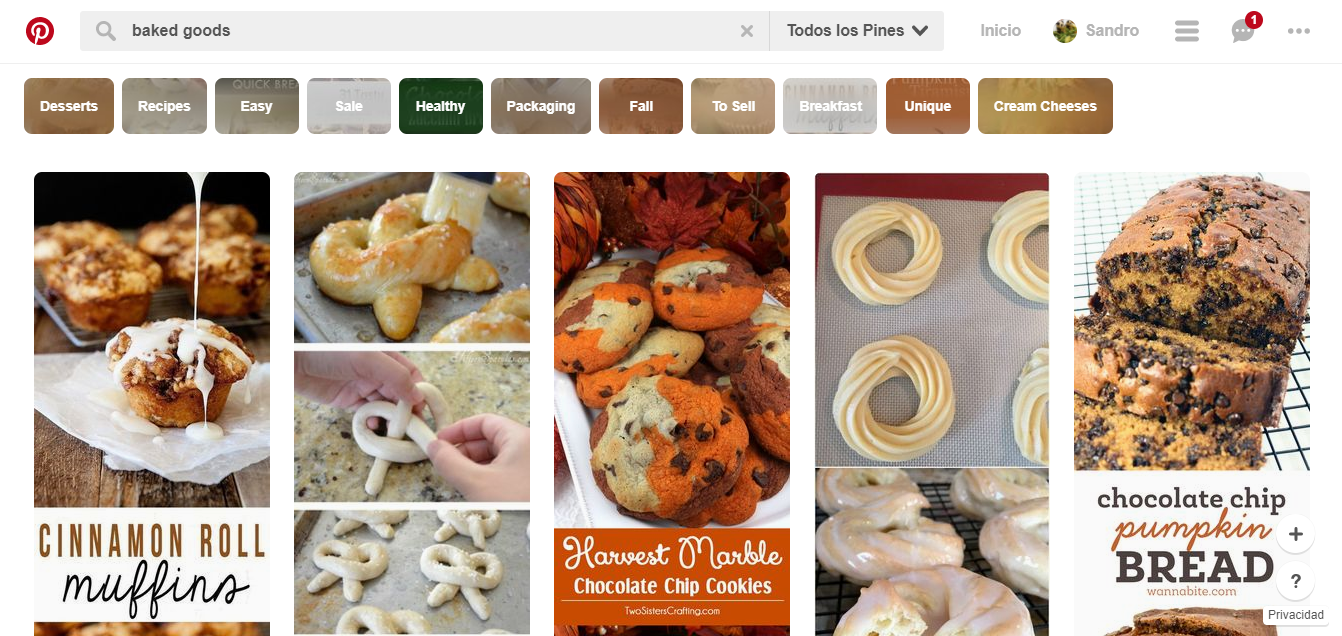 baked goods
Todos los Pines
Inicio
Sandro
1
Desserts
Recipes
QUICK BREA
Easy
Sale
Healthy
Packaging
Fall
To Sell
Breakfast
Unique
Cream Cheeses
CINNAMON ROLL
muffins
Harvest Marble
Chocolate Chip Cookies
TwoSistersCrafting.com
chocolate chip
pumpkin
BREAD
wannabite.com
+
?
Privacidad